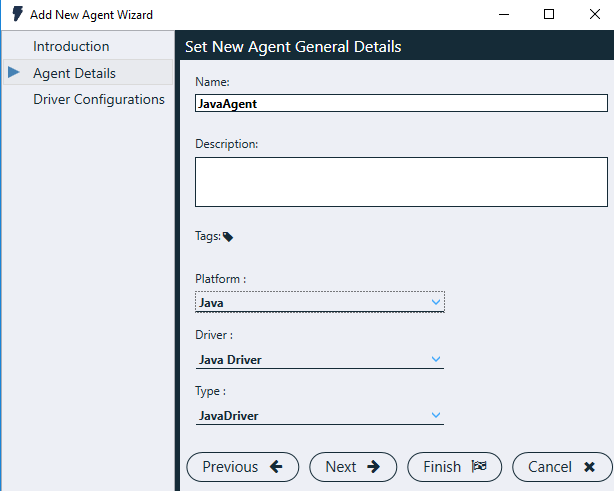 Add New Agent Wizard
Introduction
Agent Details
Driver Configurations
Set New Agent General Details
Name:
JavaAgent
Description:
Tags:
Platform :
Java
Driver :
Java Driver
Type :
JavaDriver
Previous
Next
Finish
Cancel